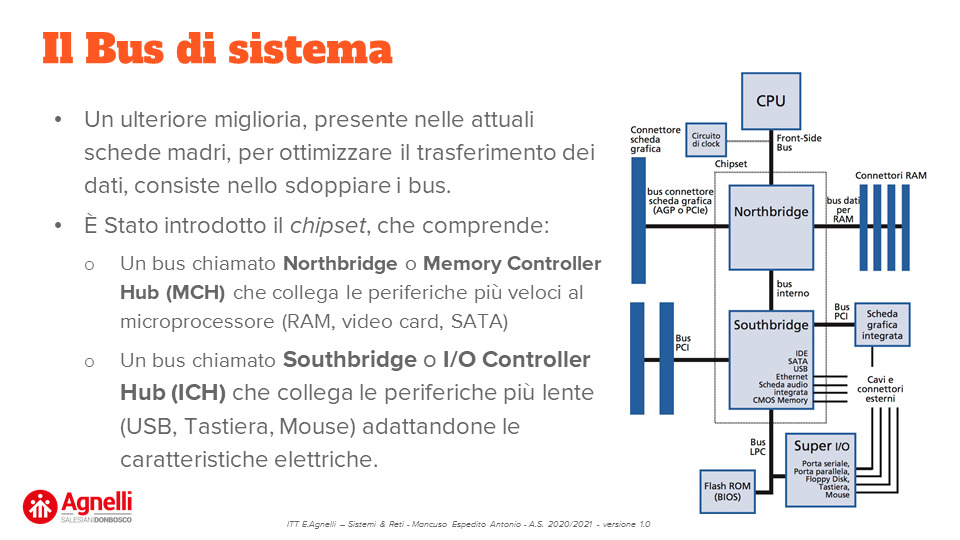 Il Bus di sistema
• Un ulteriore miglioria, presente nelle attuali
schede madri, per ottimizzare il trasferimento dei
dati, consiste nello sdoppiare i bus.
• È Stato introdotto il chipset, che comprende:
o Un bus chiamato Northbridge o Memory Controller
Hub (MCH) che collega le periferiche più veloci al
microprocessore (RAM, video card, SATA)
o Un bus chiamato Southbridge o I/O Controller
Hub (ICH) che collega le periferiche più lente
(USB, Tastiera, Mouse) adattandone le
caratteristiche elettriche.
CPU
Connettore
scheda
grafica
Circuito
di clock
Front-Side
Bus
Chipset
Connettori RAM
bus connettore
scheda grafica
(AGP o PCIe)
Northbridge
bus dati
per
RAM
bus
interno
Bus
PCI
Southbridge
IDE
SATA
USB
Ethernet
Scheda audio
integrata
CMOS Memory
Bus
PCI
Scheda
grafica
integrata
Cavi e
connettori
esterni
Bus
LPC
Super I/O
Porta seriale,
Porta parallela,
Floppy Disk,
Tastiera,
Mouse
Flash ROM
(BIOS)
Agnelli
SALESIANI DONBOSCO
ITT E.Agnelli – Sistemi & Reti - Mancuso Espedito Antonio - A.S. 2020/2021 - versione 1.0